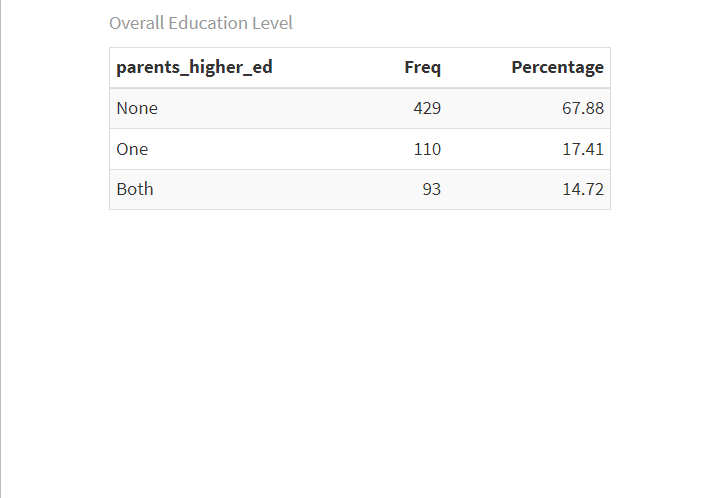 Overall Education Level
parents_higher_ed Freq Percentage
None 429 67.88
One 110 17.41
Both 93 14.72